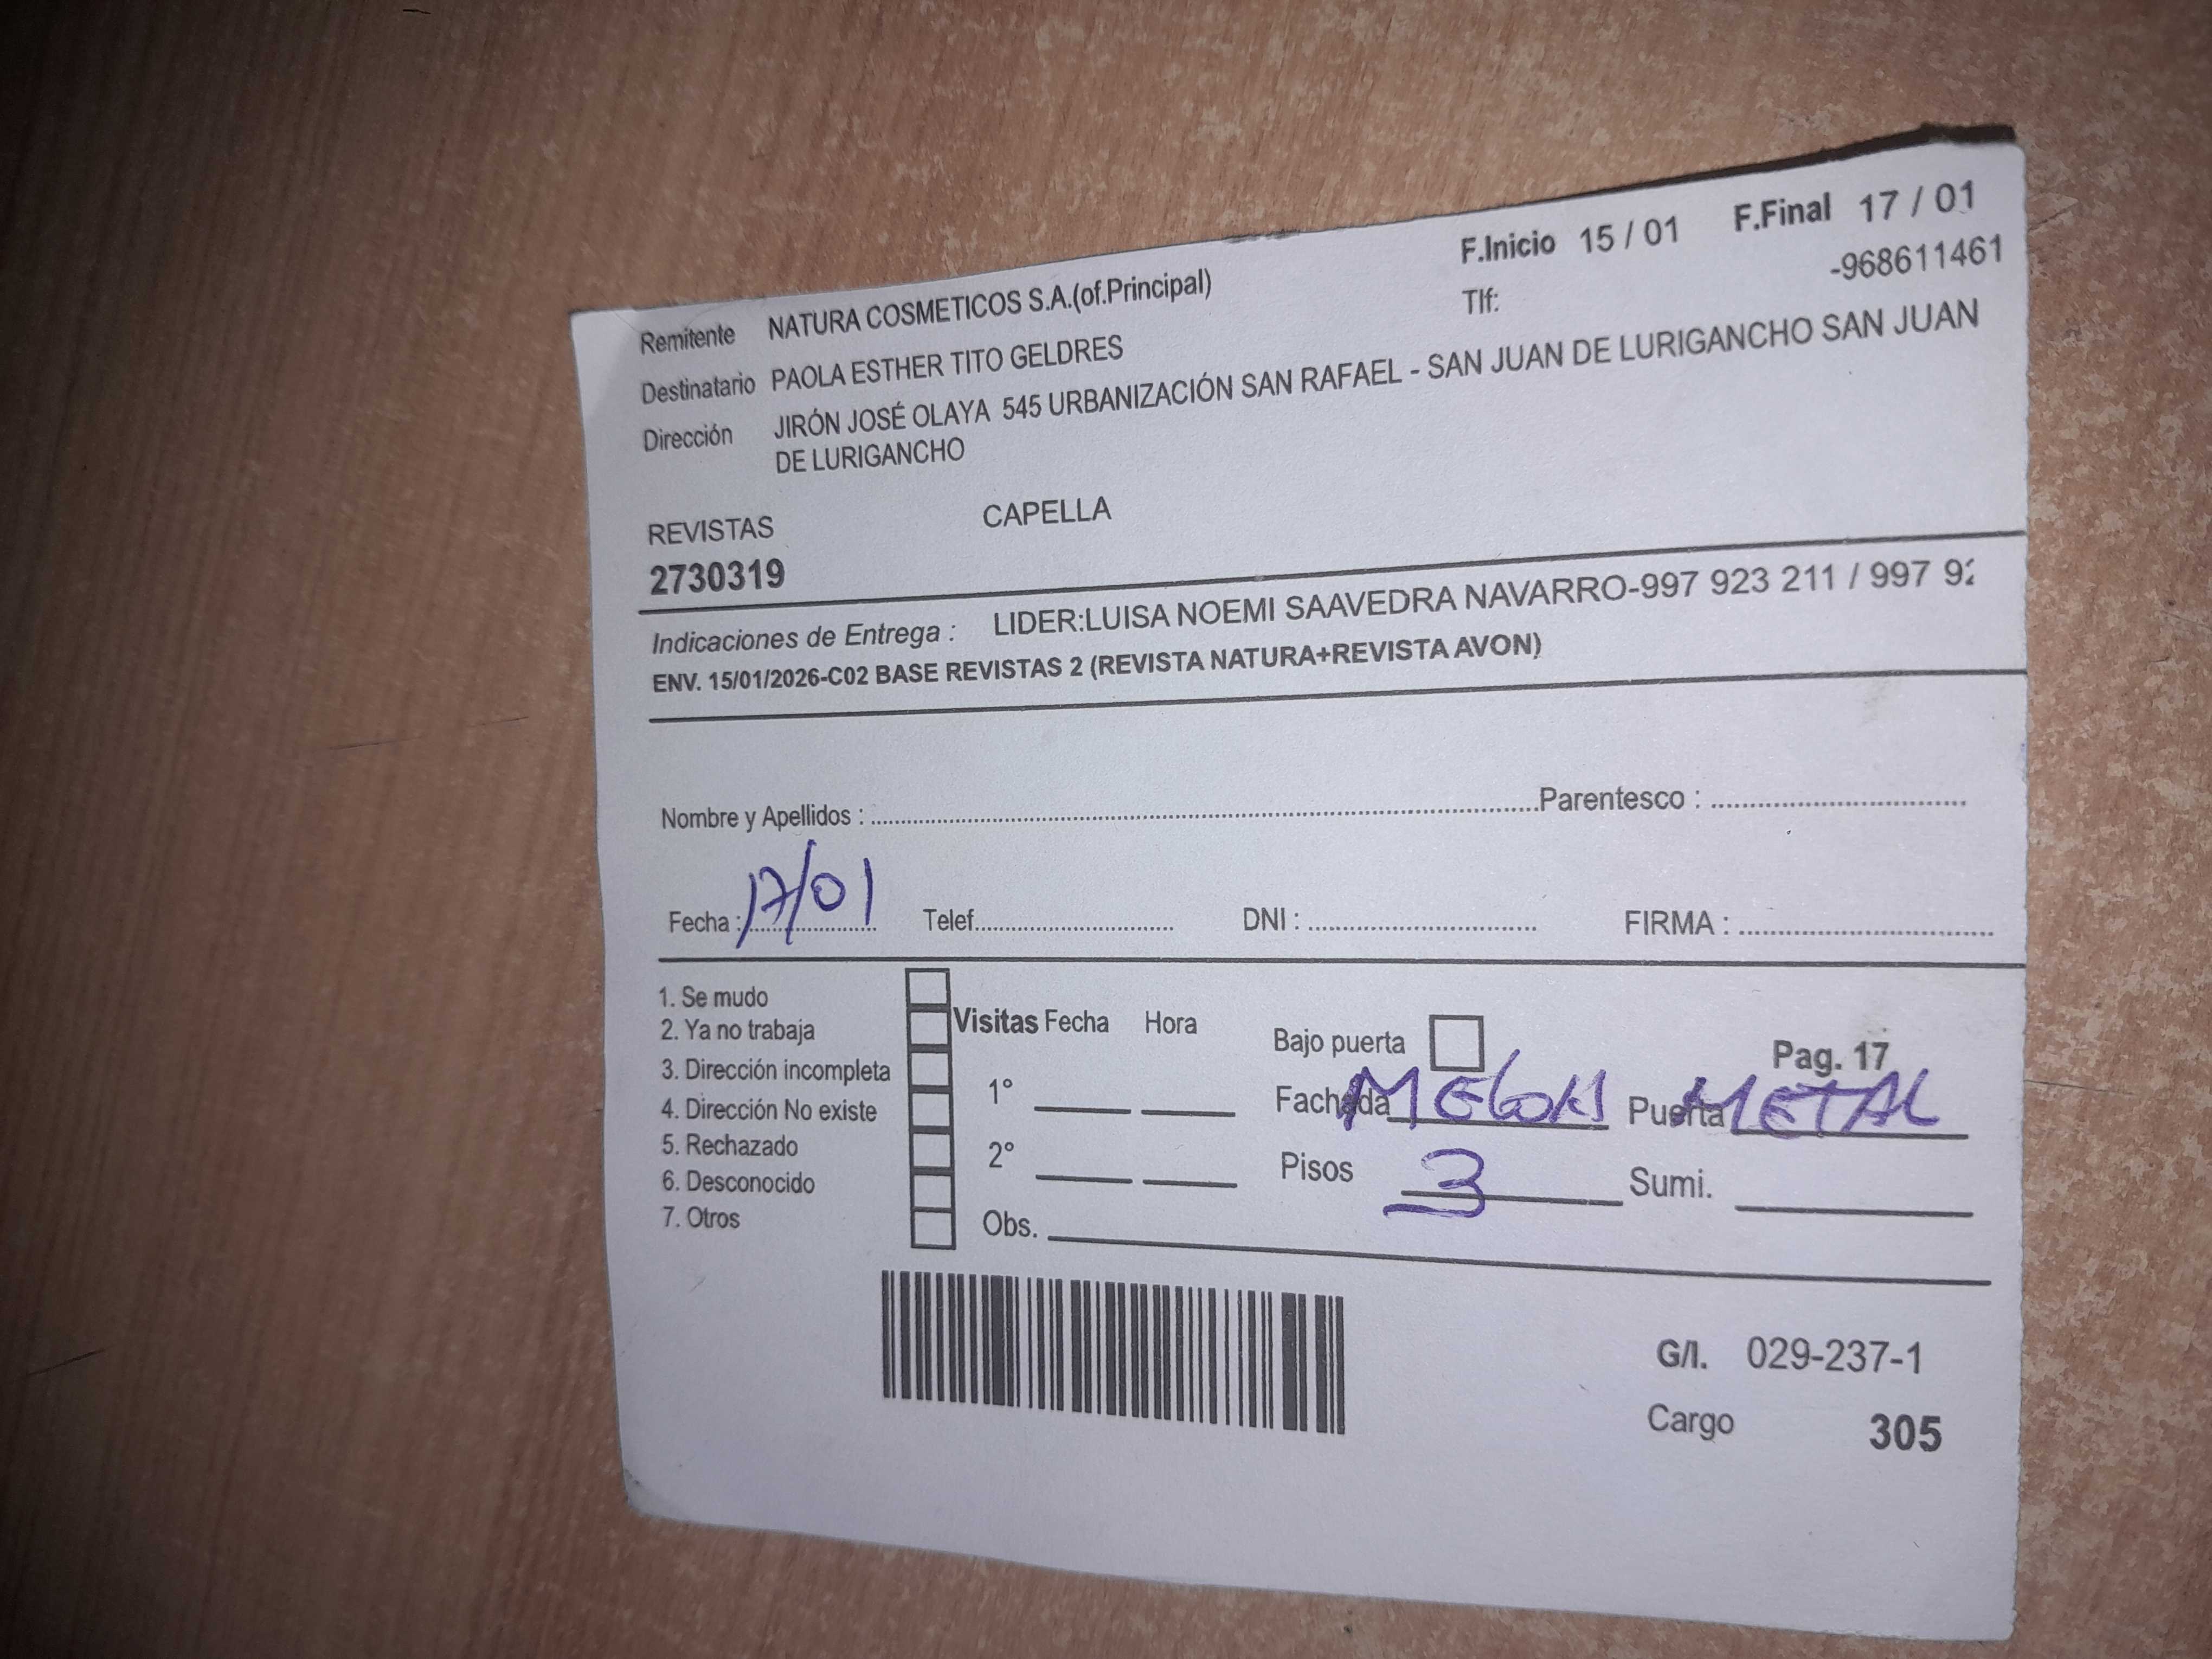 F.Inicio 15 / 01 F.Final 17 / 01
Remitente NATURA COSMETICOS S.A.(of.Principal) Tlf: -968611461
Destinatario PAOLA ESTHER TITO GELDRES
Dirección JIRÓN JOSÉ OLAYA 545 URBANIZACIÓN SAN RAFAEL - SAN JUAN DE LURIGANCHO SAN JUAN
DE LURIGANCHO
REVISTAS CAPELLA
2730319
Indicaciones de Entrega : LIDER:LUISA NOEMI SAAVEDRA NAVARRO-997 923 211 / 997 92
ENV. 15/01/2026-C02 BASE REVISTAS 2 (REVISTA NATURA+REVISTA AVON)
Nombre y Apellidos : Parentesco :
Fecha : 17/01 Telef. DNI : FIRMA :
1. Se mudo
2. Ya no trabaja Visitas Fecha Hora Bajo puerta Pag. 17
3. Dirección incompleta 1° Fachada MELON Puerta METAL
4. Dirección No existe
5. Rechazado 2° Pisos 3 Sumi.
6. Desconocido
7. Otros Obs.
G/I. 029-237-1
Cargo 305